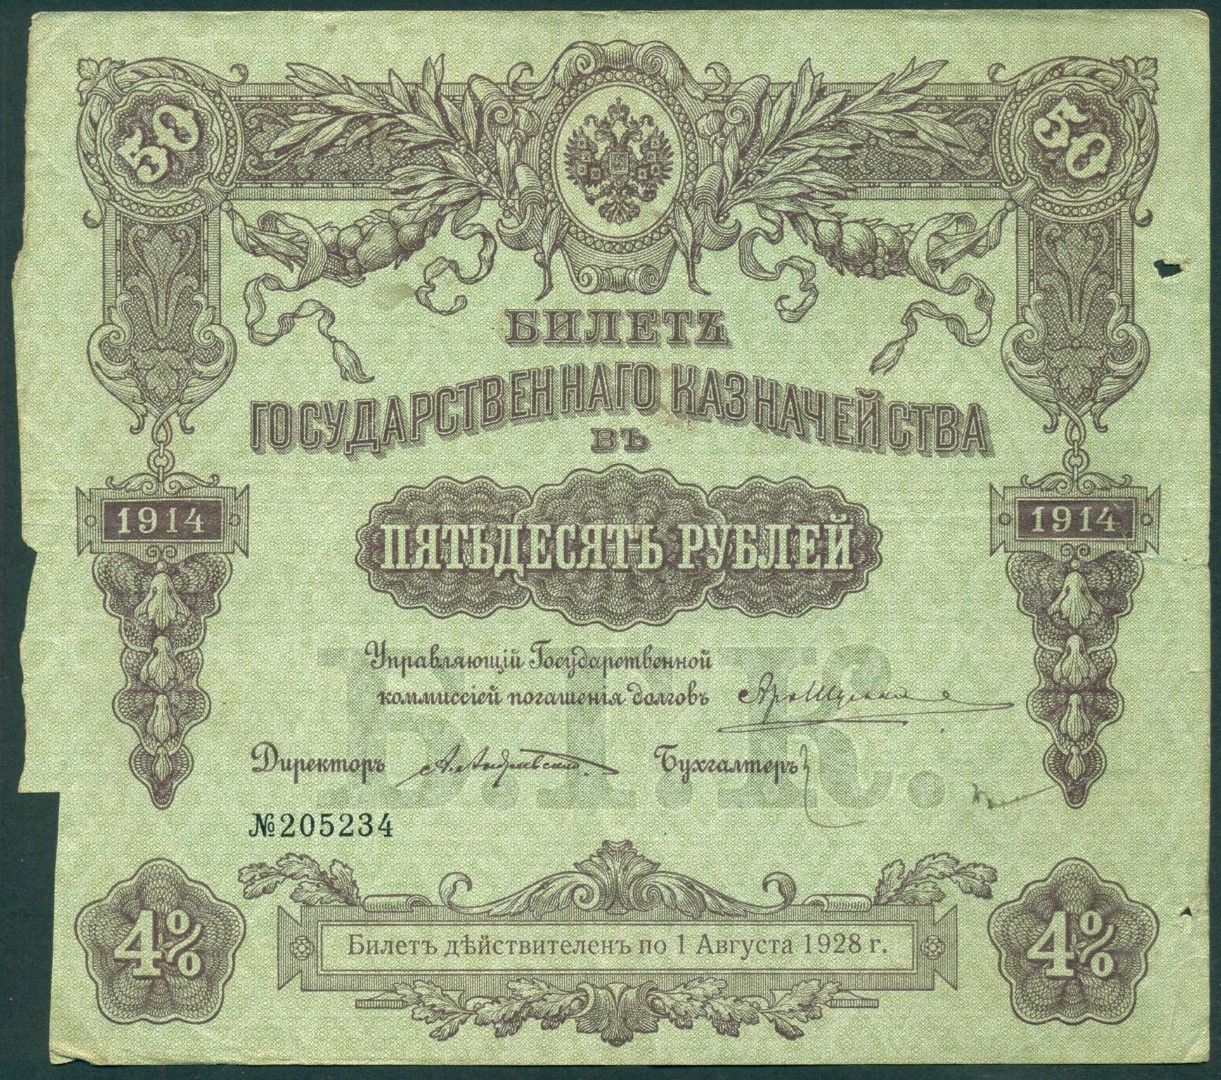 50 50
БИЛЕТЪ
ГОСУДАРСТВЕННАГО КАЗНАЧЕЙСТВА
ВЪ
1914 1914
ПЯТЬДЕСЯТЪ РУБЛЕЙ
Управляющій Государственной
коммиссіей погашенія долговъ
Директоръ Бухгалтеръ
Б.Г.К.
№205234
4% 4%
Билетъ дѣйствителенъ по 1 Августа 1928 г.